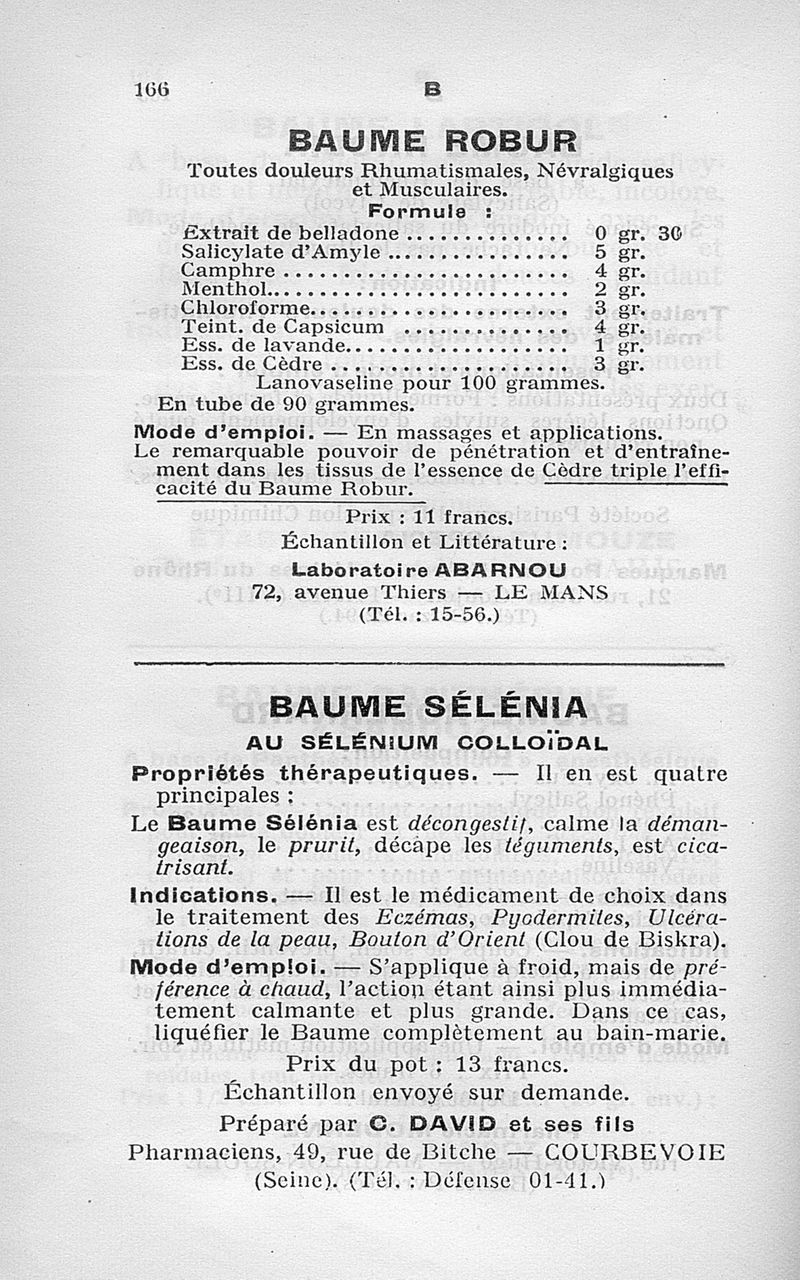 166 B
BAUME ROBUR
Toutes douleurs Rhumatismales, Névralgiques
et Musculaires.
Formule :
Extrait de belladone .............. 0 gr. 30
Salicylate d'Amyle ................ 5 gr.
Camphre ........................ 4 gr.
Menthol.......................... 2 gr.
Chloroforme...................... 3 gr.
Teint. de Capsicum .............. 4 gr.
Ess. de lavande................... 1 gr.
Ess. de Cèdre .................... 3 gr.
Lanovaseline pour 100 grammes.
En tube de 90 grammes.
Mode d'emploi. — En massages et applications.
Le remarquable pouvoir de pénétration et d'entraîne-
ment dans les tissus de l'essence de Cèdre triple l'effi-
cacité du Baume Robur.
Prix : 11 francs.
Échantillon et Littérature :
Laboratoire ABARNOU
72, avenue Thiers — LE MANS
(Tél. : 15-56.)
BAUME SÉLÉNIA
AU SÉLÉNIUM COLLOÏDAL
Propriétés thérapeutiques. — Il en est quatre
principales :
Le Baume Sélénia est décongestif, calme la déman-
geaison, le prurit, décape les téguments, est cica-
trisant.
Indications. — Il est le médicament de choix dans
le traitement des Eczémas, Pyodermites, Ulcéra-
tions de la peau, Bouton d'Orient (Clou de Biskra).
Mode d'emploi. — S'applique à froid, mais de pré-
férence à chaud, l'action étant ainsi plus immédia-
tement calmante et plus grande. Dans ce cas,
liquéfier le Baume complètement au bain-marie.
Prix du pot : 13 francs.
Échantillon envoyé sur demande.
Préparé par C. DAVID et ses fils
Pharmaciens, 49, rue de Bitche — COURBEVOIE
(Seine). (Tél. : Défense 01-41.)